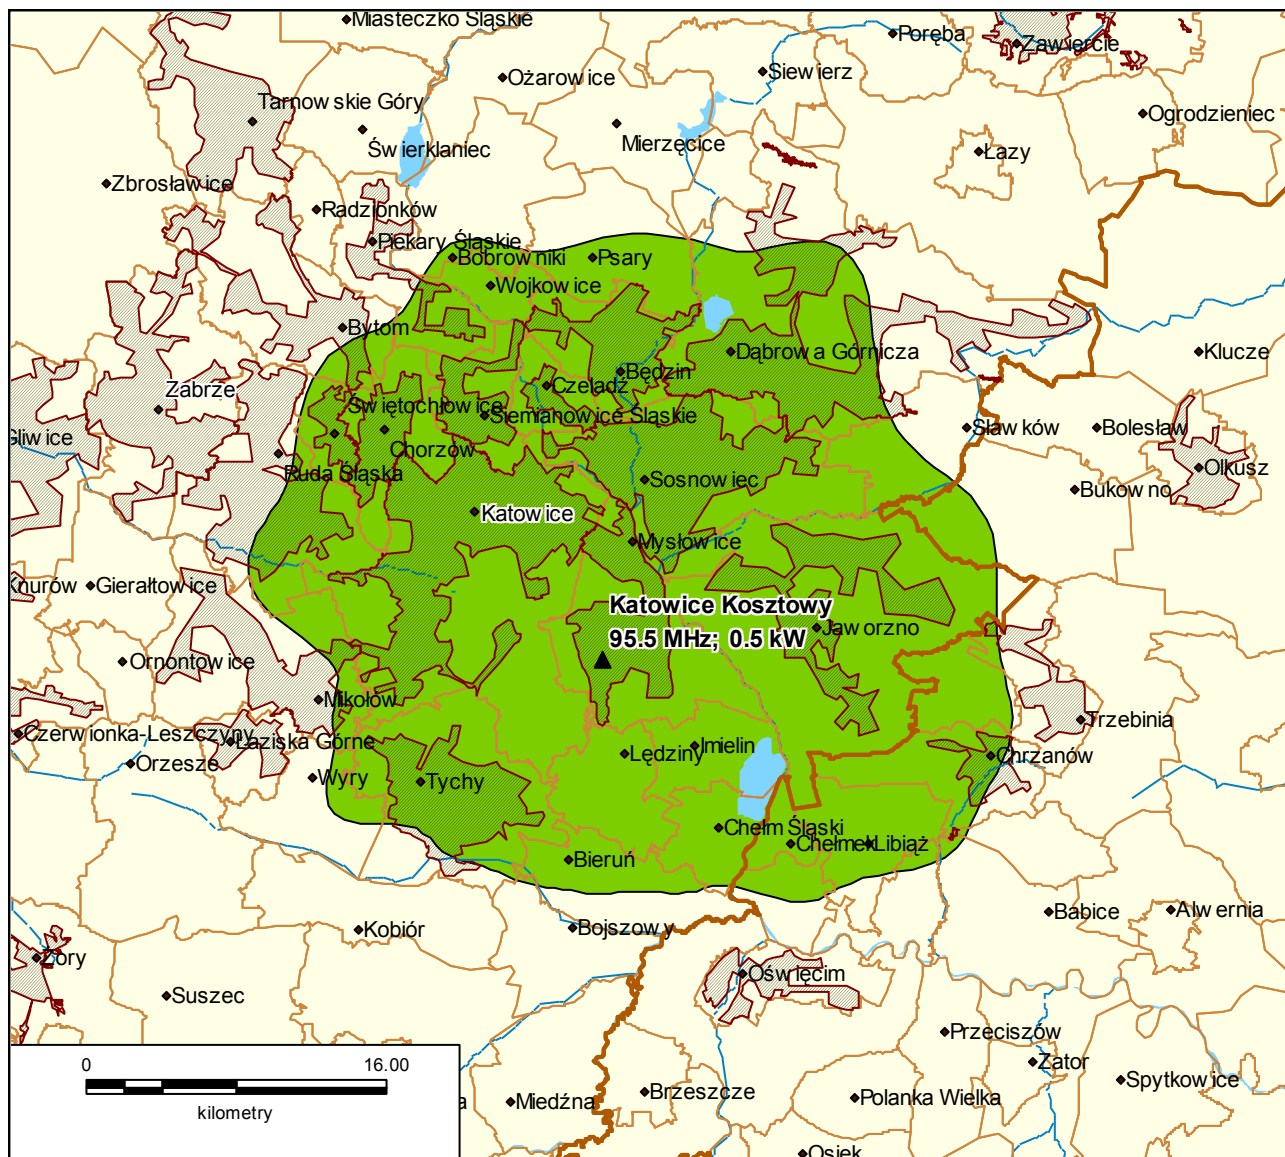 Miasteczko Śląskie
Poręba
Zawiercie
Ożarowice
Siewierz
Tarnowskie Góry
Ogrodzieniec
Świerklaniec
Mierzęcice
Łazy
Zbrosławice
Radzionków
Piekary Śląskie
Bobrowniki
Psary
Wojkowice
Bytom
Dąbrowa Górnicza
Klucze
Będzin
Czeladź
Zabrze
Świętochłowice
Siemianowice Śląskie
Gliwice
Chorzów
Sławków
Bolesław
Ruda Śląska
Olkusz
Sosnowiec
Bukowno
Katowice
Mysłowice
Knurów
Gierałtowice
Katowice Kosztowy
95.5 MHz; 0.5 kW
Jaworzno
Ornontowice
Mikołów
Trzebinia
Czerwionka-Leszczyny
Łaziska Górne
Imielin
Lędziny
Chrzanów
Orzesze
Wyry
Tychy
Chełm Śląski
Chełmek
Libiąż
Bieruń
Babice
Alwernia
Kobiór
Bojszowy
Żory
Oświęcim
Suszec
Przeciszów
Zator
Spytkowice
0 16.00
kilometry
a
Miedźna
Brzeszcze
Polanka Wielka
Osiek